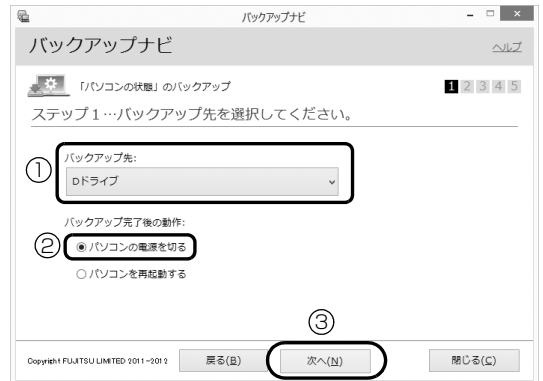 バックアップナビ
バックアップナビ
ヘルプ
「パソコンの状態」のバックアップ
1 2 3 4 5
ステップ1…バックアップ先を選択してください。
①
バックアップ先:
Dドライブ
バックアップ完了後の動作:
②
パソコンの電源を切る
パソコンを再起動する
③
Copyright FUJITSU LIMITED 2011-2012
戻る(B)
次へ(N)
閉じる(C)